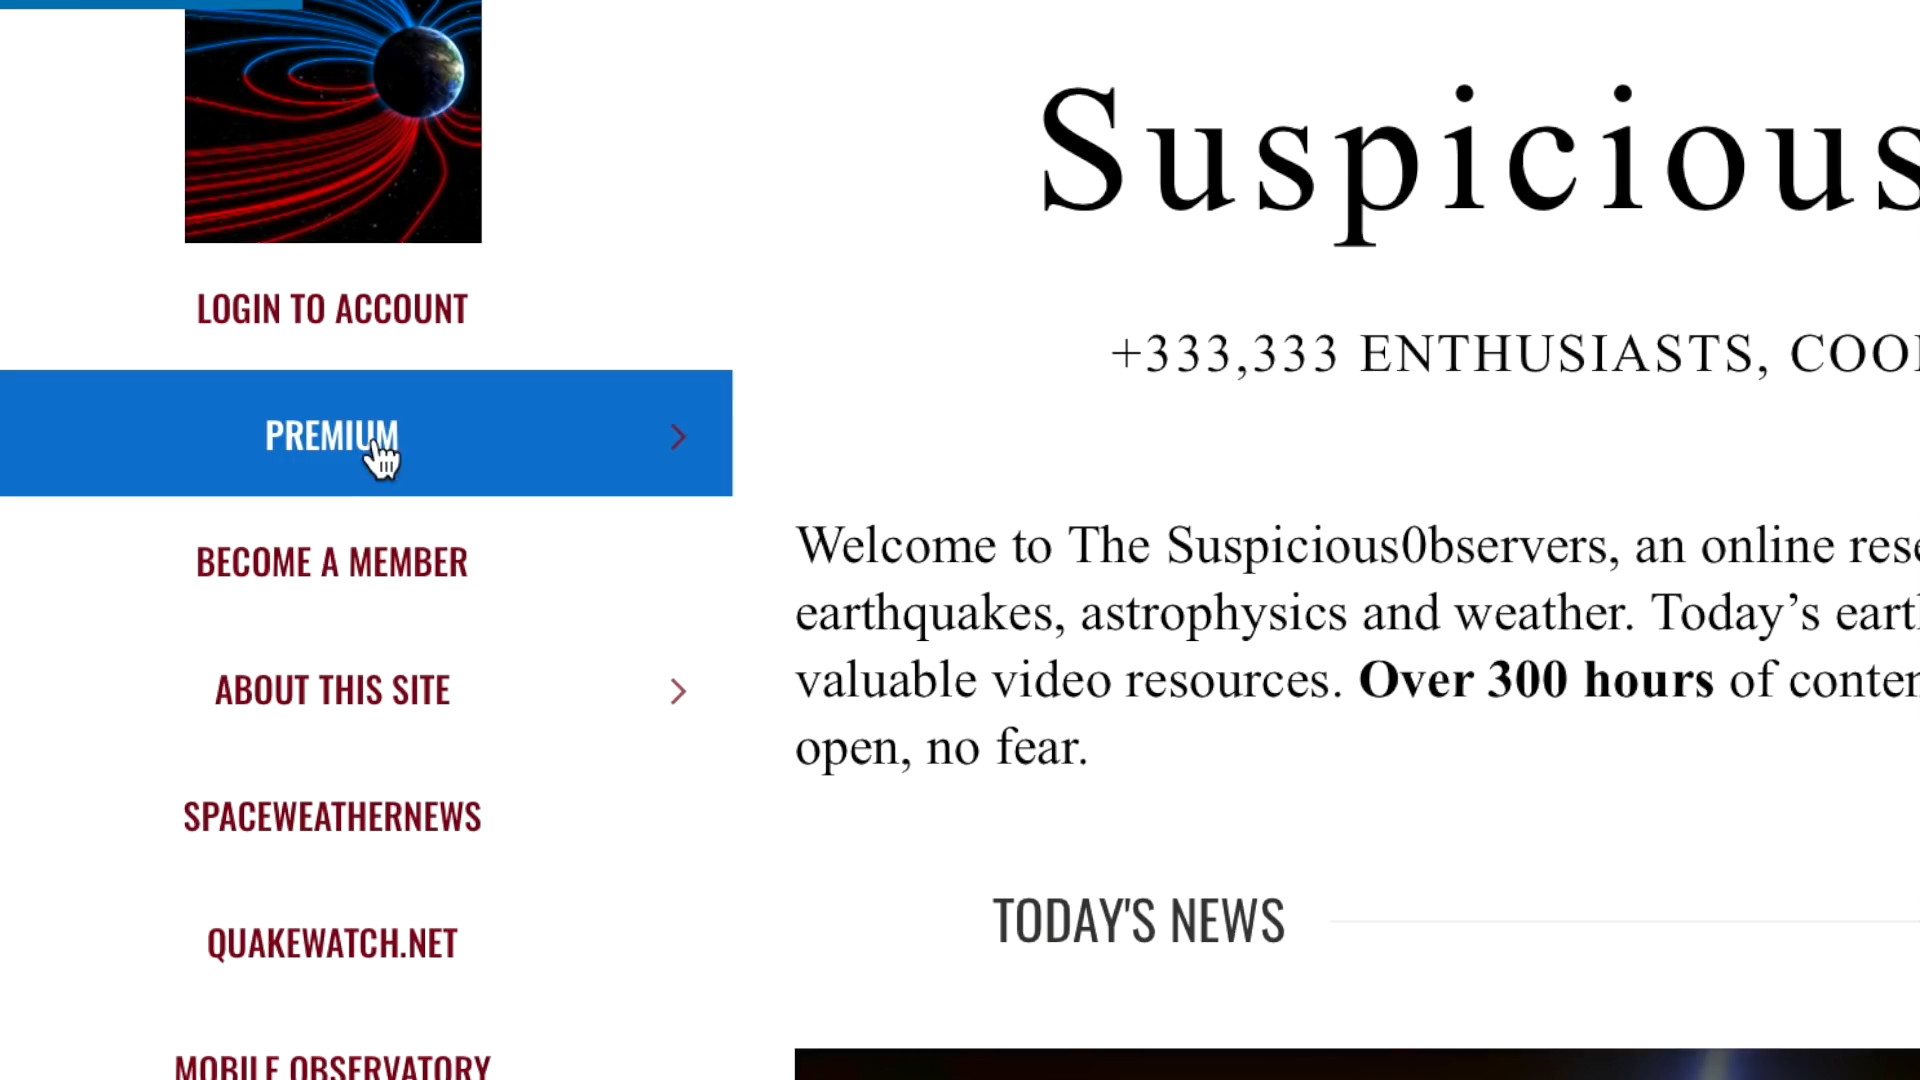 LOGIN TO ACCOUNT
PREMIUM
BECOME A MEMBER
ABOUT THIS SITE
SPACEWEATHERNEWS
QUAKEWATCH.NET
MOBILE OBSERVATORY
Suspicious
+333,333 ENTHUSIASTS,
Welcome to The Suspicious0bservers, an online
earthquakes, astrophysics and weather. Today’s
valuable video resources. Over 300 hours of
open, no fear.
TODAY'S NEWS